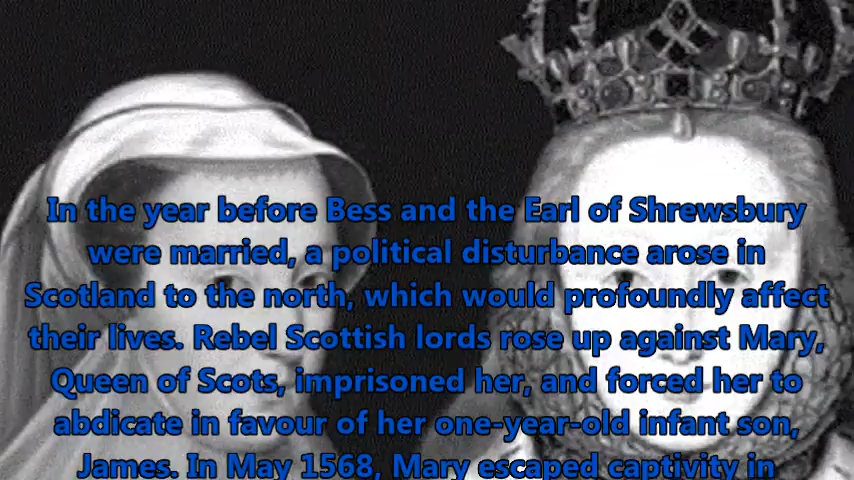 In the year before Bess and the Earl of Shrewsbury
were married, a political disturbance arose in
Scotland to the north, which would profoundly affect
their lives. Rebel Scottish lords rose up against Mary,
Queen of Scots, imprisoned her, and forced her to
abdicate in favour of her one-year-old infant son,
James. In May 1568, Mary escaped captivity in